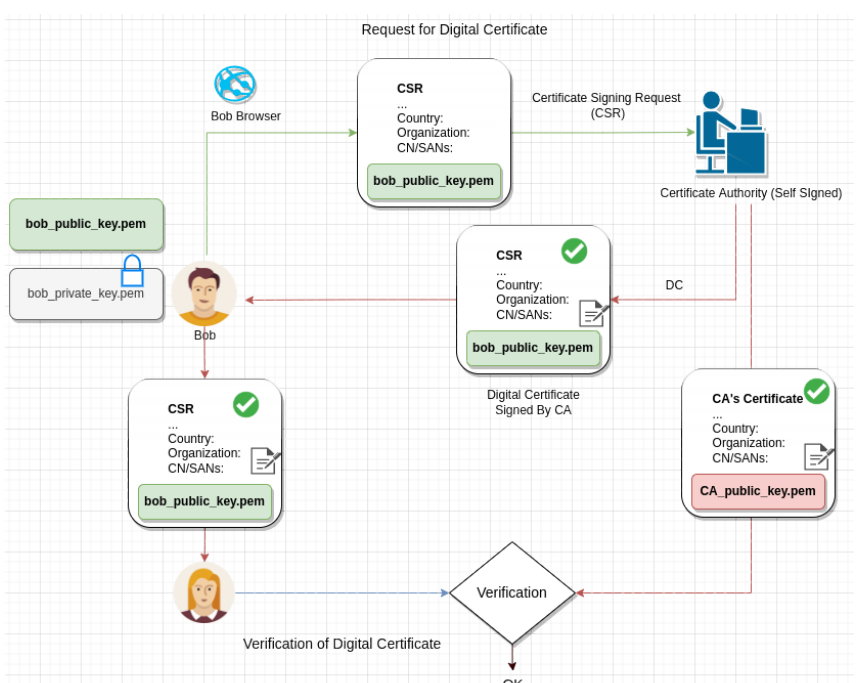 Request for Digital Certificate
Bob Browser
CSR
...
Country:
Organization:
CN/SANs:
bob_public_key.pem
Certificate Signing Request
(CSR)
Certificate Authority (Self SIgned)
bob_public_key.pem
bob_private_key.pem
Bob
CSR
...
Country:
Organization:
CN/SANs:
bob_public_key.pem
DC
Digital Certificate
Signed By CA
CSR
...
Country:
Organization:
CN/SANs:
bob_public_key.pem
CA's Certificate
...
Country:
Organization:
CN/SANs:
CA_public_key.pem
Verification
Verification of Digital Certificate